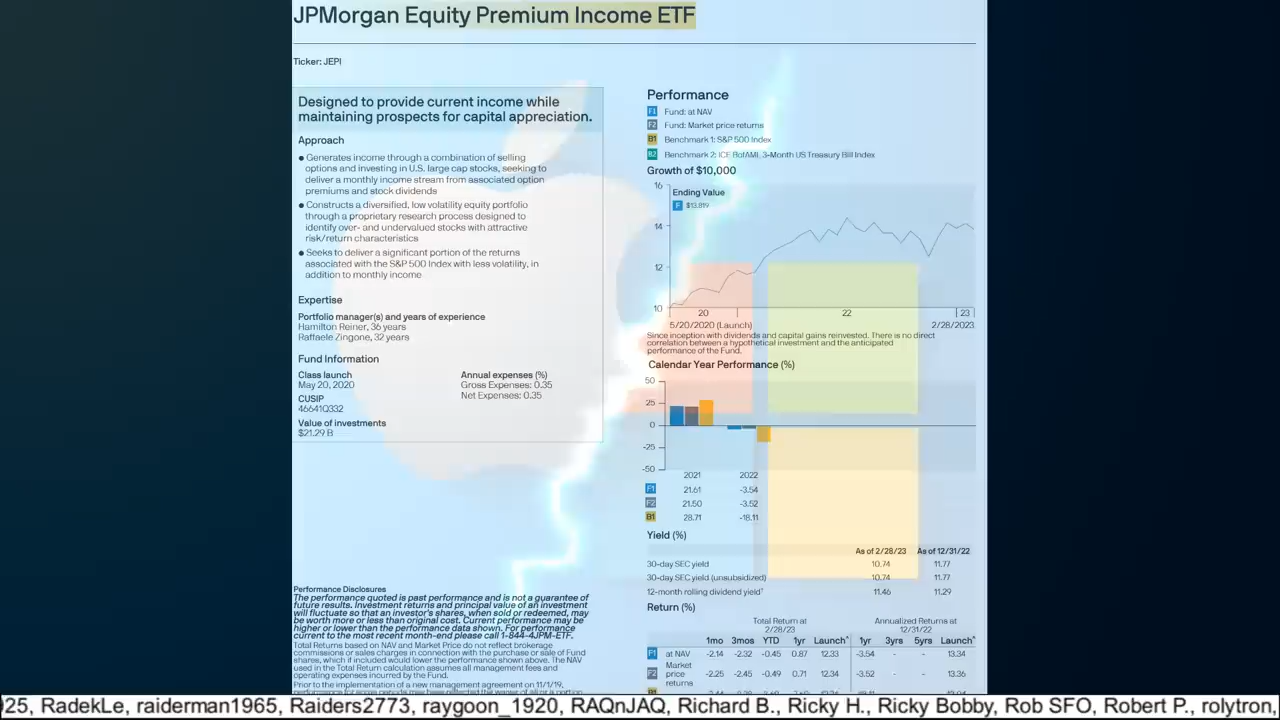 JPMorgan Equity Premium Income ETF
Ticker: JEPI
Designed to provide current income while
maintaining prospects for capital appreciation.
Approach
● Generates income through a combination of selling
options and investing in U.S. large cap stocks, seeking to
deliver a monthly income stream from associated option
premiums and stock dividends
● Constructs a diversified, low volatility equity portfolio
through a proprietary research process designed to
identify over- and undervalued stocks with attractive
risk/return characteristics
● Seeks to deliver a significant portion of the returns
associated with the S&P 500 Index with less volatility, in
addition to monthly income
Expertise
Portfolio manager(s) and years of experience
Hamilton Reiner, 36 years
Raffaele Zingone, 32 years
Fund Information
Class launch
May 20, 2020
CUSIP
46641Q332
Value of investments
$21.29 B
Annual expenses (%)
Gross Expenses: 0.35
Net Expenses: 0.35
Performance Disclosures
The performance quoted is past performance and is not a guarantee of
future results. Investment returns and principal value of an investment
will fluctuate so that an investor's shares, when sold or redeemed, may
be worth more or less than original cost. Current performance may be
higher or lower than the performance data shown. For performance
current to the most recent month-end please call 1-844-4JPM-ETF.
Total Returns based on NAV and Market Price do not reflect brokerage
commissions or sales charges in connection with the purchase or sale of Fund
shares, which if included would lower the performance shown above. The NAV
used in the Total Return calculation assumes all management fees and
operating expenses incurred by the Fund.
Prior to the implementation of a new management agreement on 11/1/19,
Performance
F1 Fund: at NAV
F2 Fund: Market price returns
B1 Benchmark 1: S&P 500 Index
B2 Benchmark 2: ICE BofAML 3-Month US Treasury Bill Index
Growth of $10,000
16
Ending Value
F $13,819
14
12
10
20 22 23
5/20/2020 (Launch) 2/28/2023
Since inception with dividends and capital gains reinvested. There is no direct
correlation between a hypothetical investment and the anticipated
performance of the Fund.
Calendar Year Performance (%)
50
25
0
-25
-50
2021 2022
F1 21.61 -3.54
F2 21.50 -3.52
B1 28.71 -18.11
Yield (%)
As of 2/28/23 As of 12/31/22
30-day SEC yield 10.74 11.77
30-day SEC yield (unsubsidized) 10.74 11.77
12-month rolling dividend yield† 11.46 11.29
Return (%)
Total Return at Annualized Returns at
2/28/23 12/31/22
1mo 3mos YTD 1yr Launch^ 1yr 3yrs 5yrs Launch^
F1 at NAV -2.14 -2.32 -0.45 0.87 12.33 -3.54 - - 13.34
F2 Market price returns -2.25 -2.45 -0.49 0.71 12.34 -3.52 - - 13.36
025, RadekLe, raiderman1965, Raiders2773, raygoon_1920, RAQnJAQ, Richard B., Ricky H., Ricky Bobby, Rob SFO, Robert P., rolytron,